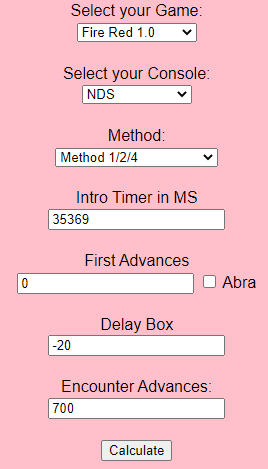 Select your Game:
Fire Red 1.0
Select your Console:
NDS
Method:
Method 1/2/4
Intro Timer in MS
35369
First Advances
0
Abra
Delay Box
-20
Encounter Advances:
700
Calculate